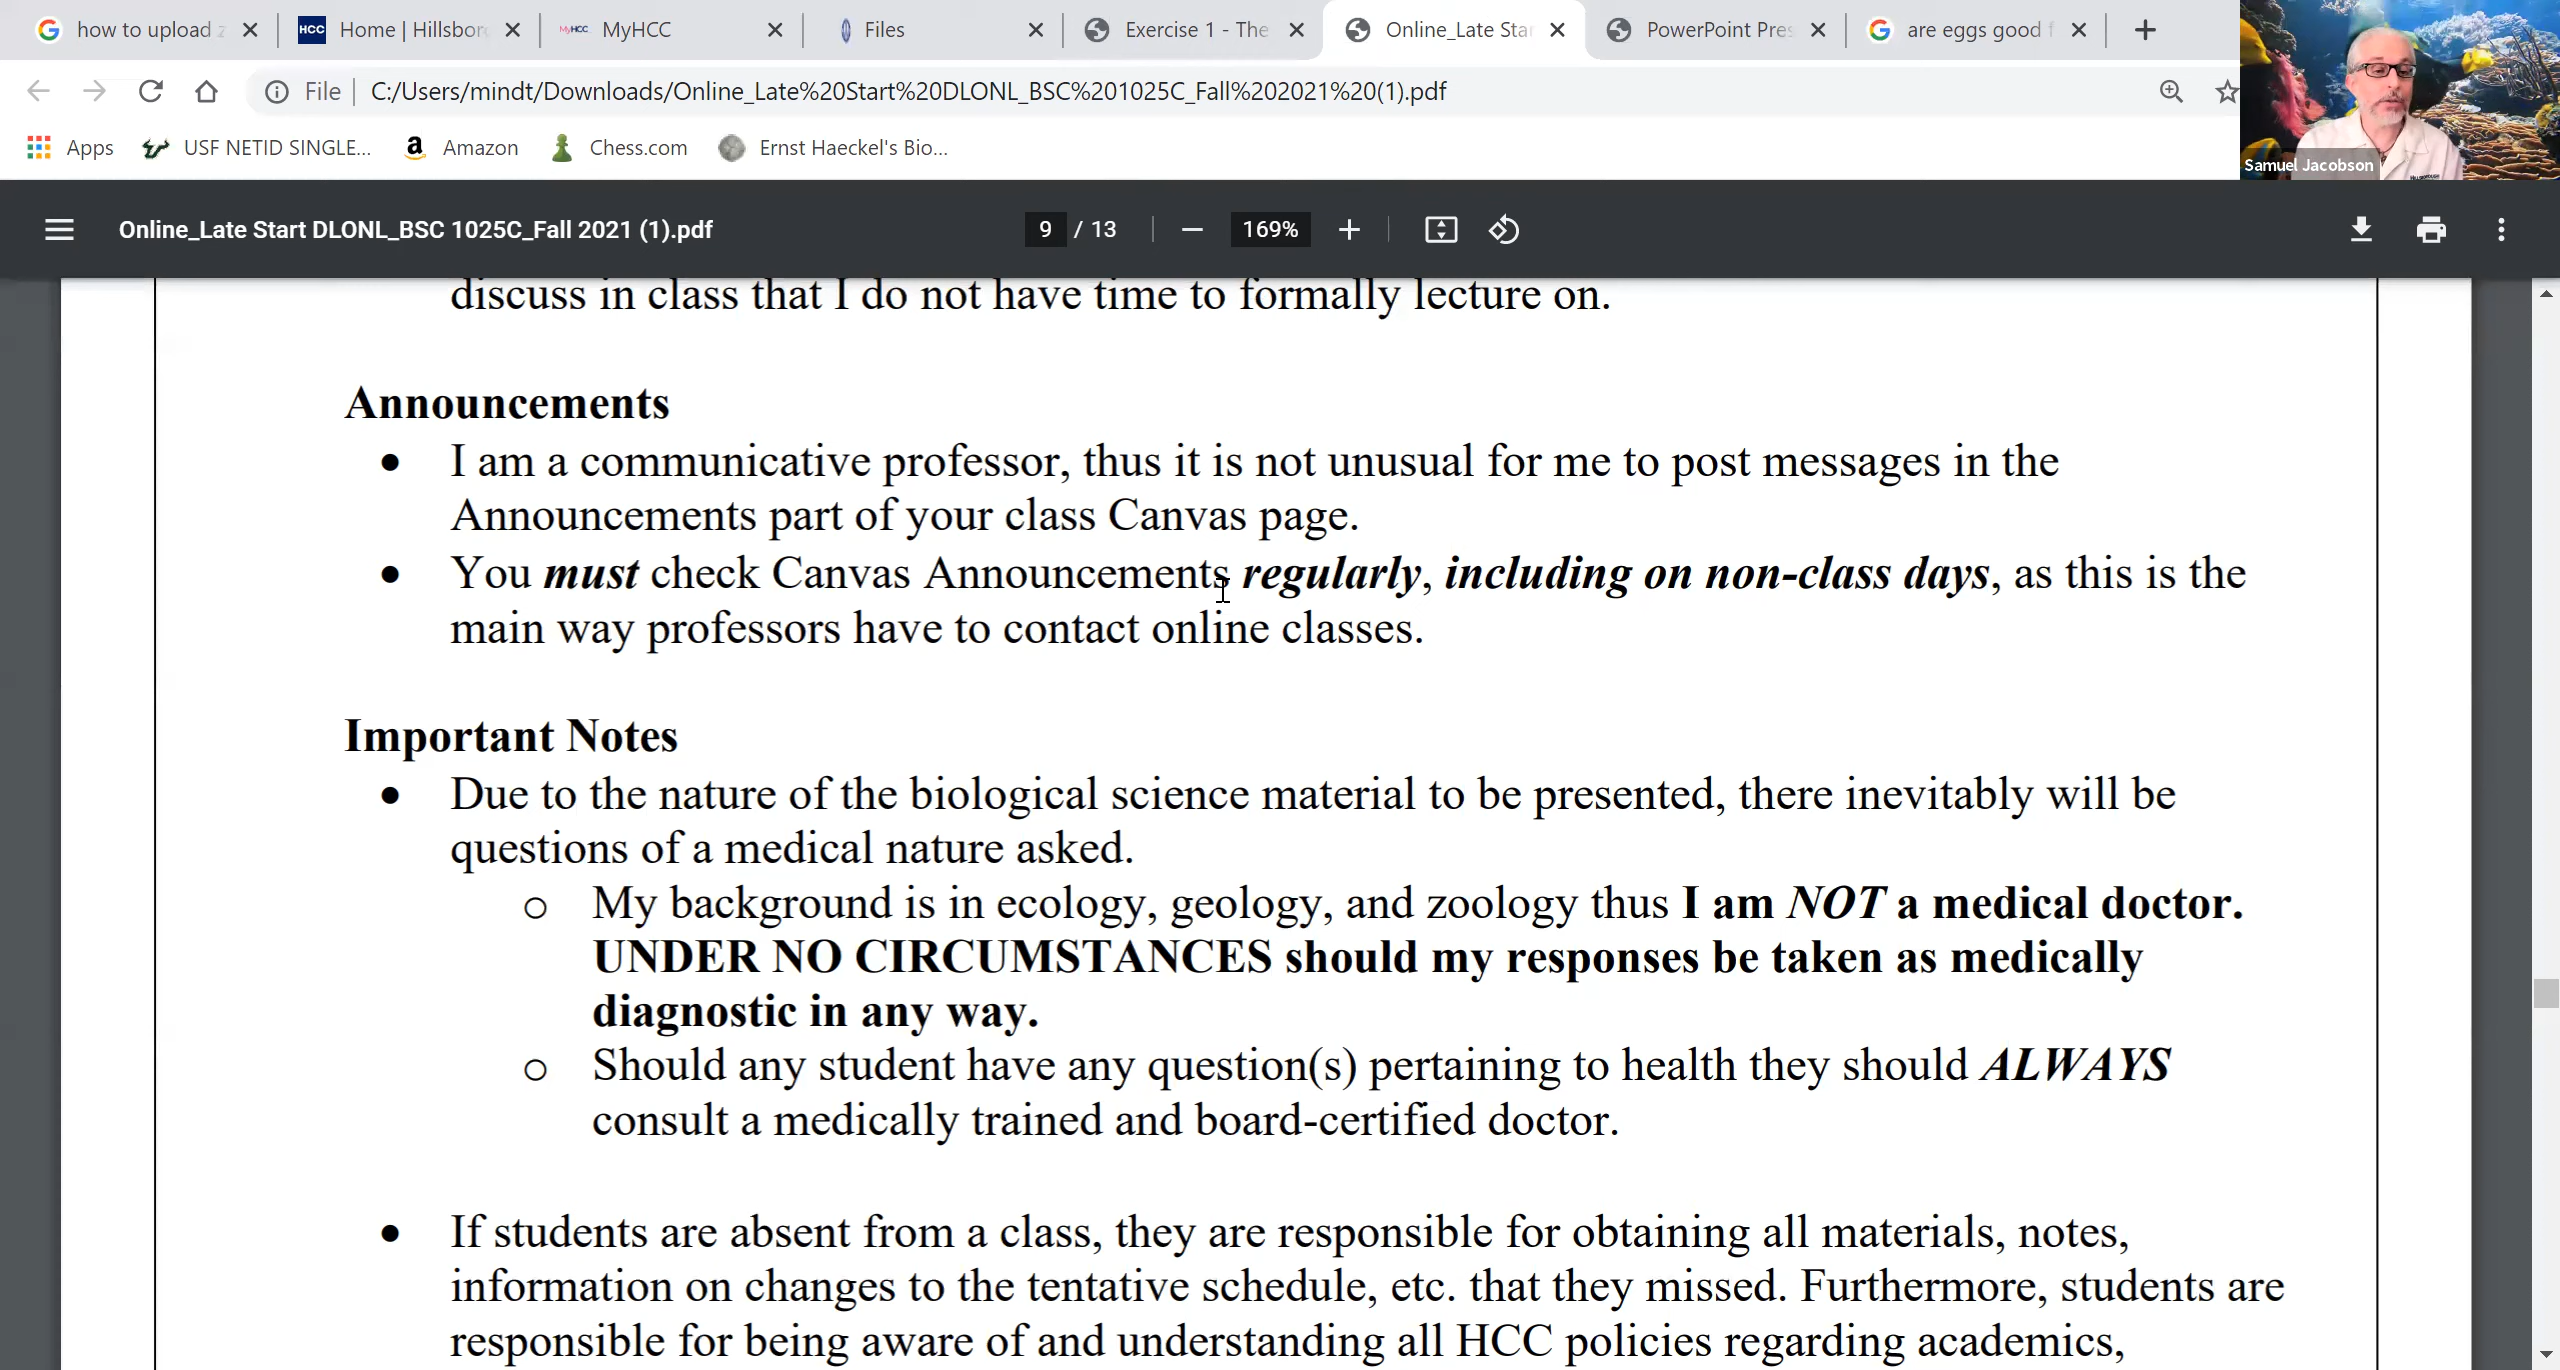 how to upload z
Home | Hillsbor
MyHCC
Files
Exercise 1 - The
Online_Late Star
PowerPoint Pres
are eggs good f
File
C:/Users/mindt/Downloads/Online_Late%20Start%20DLONL_BSC%201025C_Fall%202021%20(1).pdf
Apps
USF NETID SINGLE...
Amazon
Chess.com
Ernst Haeckel's Bio...
Samuel Jacobson
Online_Late Start DLONL_BSC 1025C_Fall 2021 (1).pdf
9 / 13
169%
discuss in class that I do not have time to formally lecture on.
Announcements
• I am a communicative professor, thus it is not unusual for me to post messages in the
Announcements part of your class Canvas page.
• You must check Canvas Announcements regularly, including on non-class days, as this is the
main way professors have to contact online classes.
Important Notes
• Due to the nature of the biological science material to be presented, there inevitably will be
questions of a medical nature asked.
o My background is in ecology, geology, and zoology thus I am NOT a medical doctor.
UNDER NO CIRCUMSTANCES should my responses be taken as medically
diagnostic in any way.
o Should any student have any question(s) pertaining to health they should ALWAYS
consult a medically trained and board-certified doctor.
• If students are absent from a class, they are responsible for obtaining all materials, notes,
information on changes to the tentative schedule, etc. that they missed. Furthermore, students are
responsible for being aware of and understanding all HCC policies regarding academics,